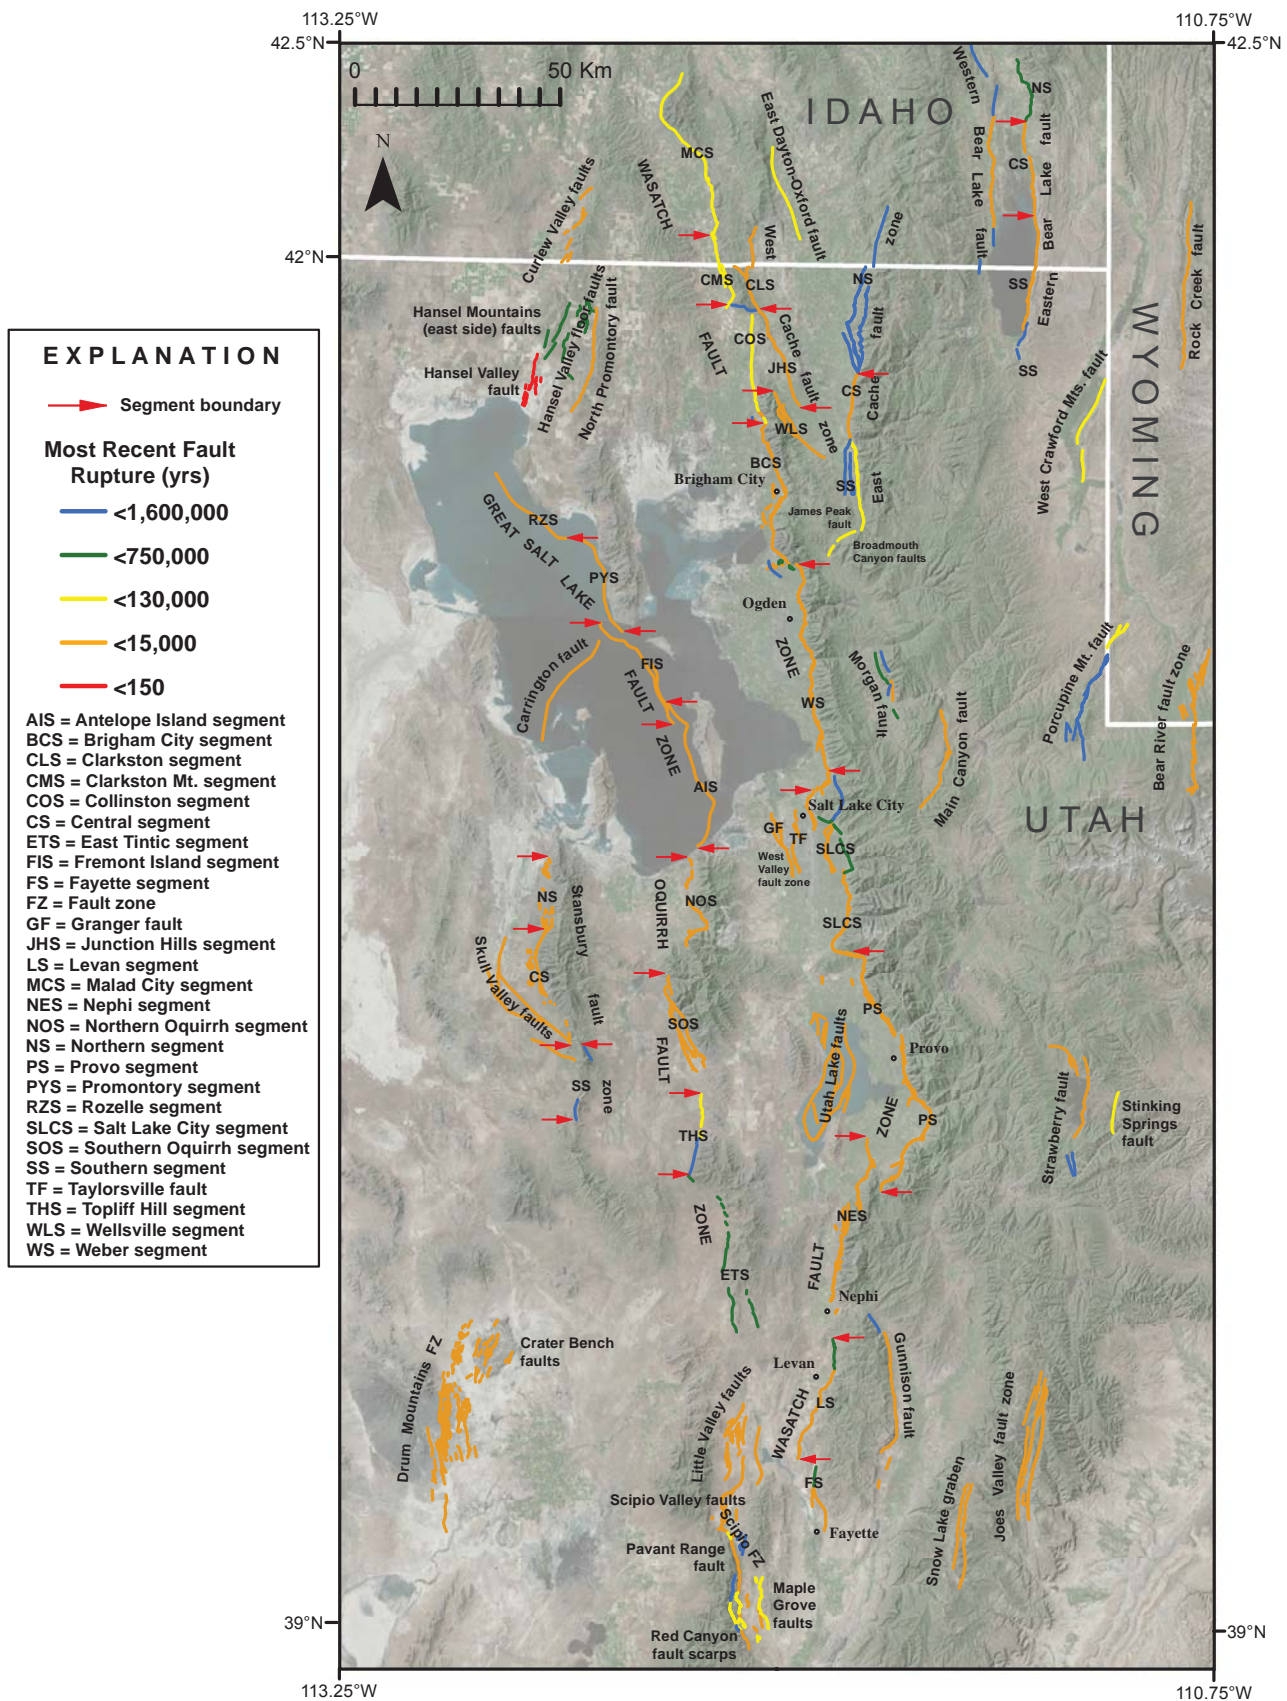 113.25°W
110.75°W
42.5°N
42.5°N
0
50 Km
N
IDAHO
WYOMING
UTAH
42°N
39°N
39°N
113.25°W
110.75°W
EXPLANATION
Segment boundary
Most Recent Fault
Rupture (yrs)
<1,600,000
<750,000
<130,000
<15,000
<150
AIS = Antelope Island segment
BCS = Brigham City segment
CLS = Clarkston segment
CMS = Clarkston Mt. segment
COS = Collinston segment
CS = Central segment
ETS = East Tintic segment
FIS = Fremont Island segment
FS = Fayette segment
FZ = Fault zone
GF = Granger fault
JHS = Junction Hills segment
LS = Levan segment
MCS = Malad City segment
NES = Nephi segment
NOS = Northern Oquirrh segment
NS = Northern segment
PS = Provo segment
PYS = Promontory segment
RZS = Rozelle segment
SLCS = Salt Lake City segment
SOS = Southern Oquirrh segment
SS = Southern segment
TF = Taylorsville fault
THS = Topliff Hill segment
WLS = Wellsville segment
WS = Weber segment
Western
Bear Lake
fault
NS
CS
Bear Lake fault
Eastern
SS
SS
Rock Creek fault
East Dayton-Oxford fault
MCS
WASATCH
Curlew Valley faults
West
zone
CMS
CLS
NS
fault
Cache fault
COS
FAULT
JHS
CS
Cache
WLS
zone
Hansel Mountains
(east side) faults
Hansel Valley floor faults
North Promontory fault
Hansel Valley
fault
BCS
Brigham City
SS
East
West Crawford Mts. fault
James Peak
fault
Broadmouth
Canyon faults
RZS
GREAT SALT LAKE
PYS
Ogden
ZONE
Carrington fault
FIS
FAULT ZONE
AIS
WS
Morgan fault
Main Canyon fault
Porcupine Mt. fault
Bear River fault zone
Salt Lake City
GF
TF
SLCS
West
Valley
fault zone
SLCS
NS
Stansbury
OQUIRRH
NOS
Skull Valley faults
CS
fault
SOS
FAULT
SS
zone
THS
ZONE
ETS
PS
Provo
Utah Lake faults
ZONE
PS
NES
FAULT
Nephi
Strawberry fault
Stinking
Springs
fault
Crater Bench
faults
Drum Mountains FZ
Levan
WASATCH
LS
Gunnison fault
Little Valley faults
FS
Fayette
Scipio Valley faults
Scipio FZ
Pavant Range
fault
Maple
Grove
faults
Red Canyon
fault scarps
Snow Lake graben
Joes Valley fault zone